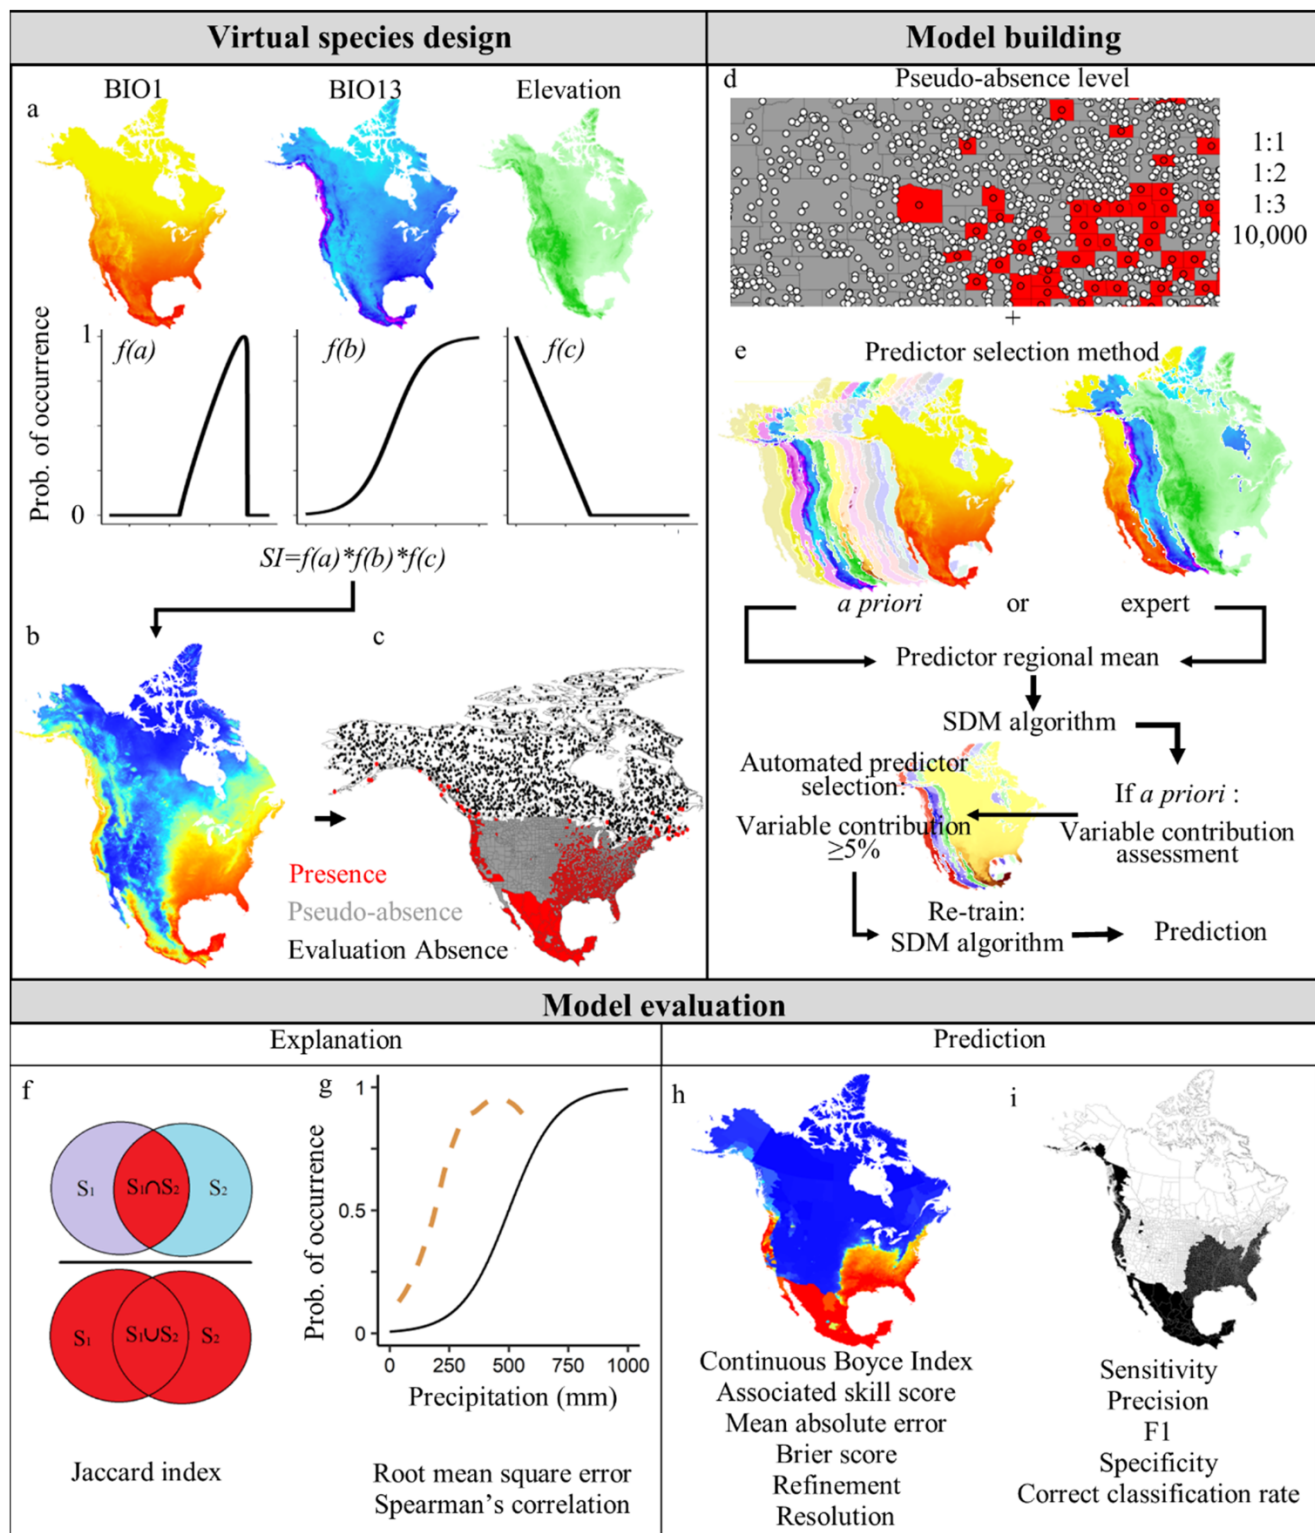 Virtual species design
Model building
a
BIO1
BIO13
Elevation
Prob. of occurrence
1
0
f(a)
f(b)
f(c)
SI=f(a)*f(b)*f(c)
b
c
Presence
Pseudo-absence
Evaluation Absence
d
Pseudo-absence level
1:1
1:2
1:3
10,000
+
e
Predictor selection method
a priori
or
expert
Predictor regional mean
SDM algorithm
If a priori :
Variable contribution
assessment
Automated predictor
selection:
Variable contribution
≥5%
Re-train:
SDM algorithm
Prediction
Model evaluation
Explanation
Prediction
f
S₁
S₁∩S₂
S₂
S₁
S₁∪S₂
S₂
Jaccard index
g
Prob. of occurrence
1
0.5
0
0
250
500
750
1000
Precipitation (mm)
Root mean square error
Spearman’s correlation
h
Continuous Boyce Index
Associated skill score
Mean absolute error
Brier score
Refinement
Resolution
i
Sensitivity
Precision
F1
Specificity
Correct classification rate